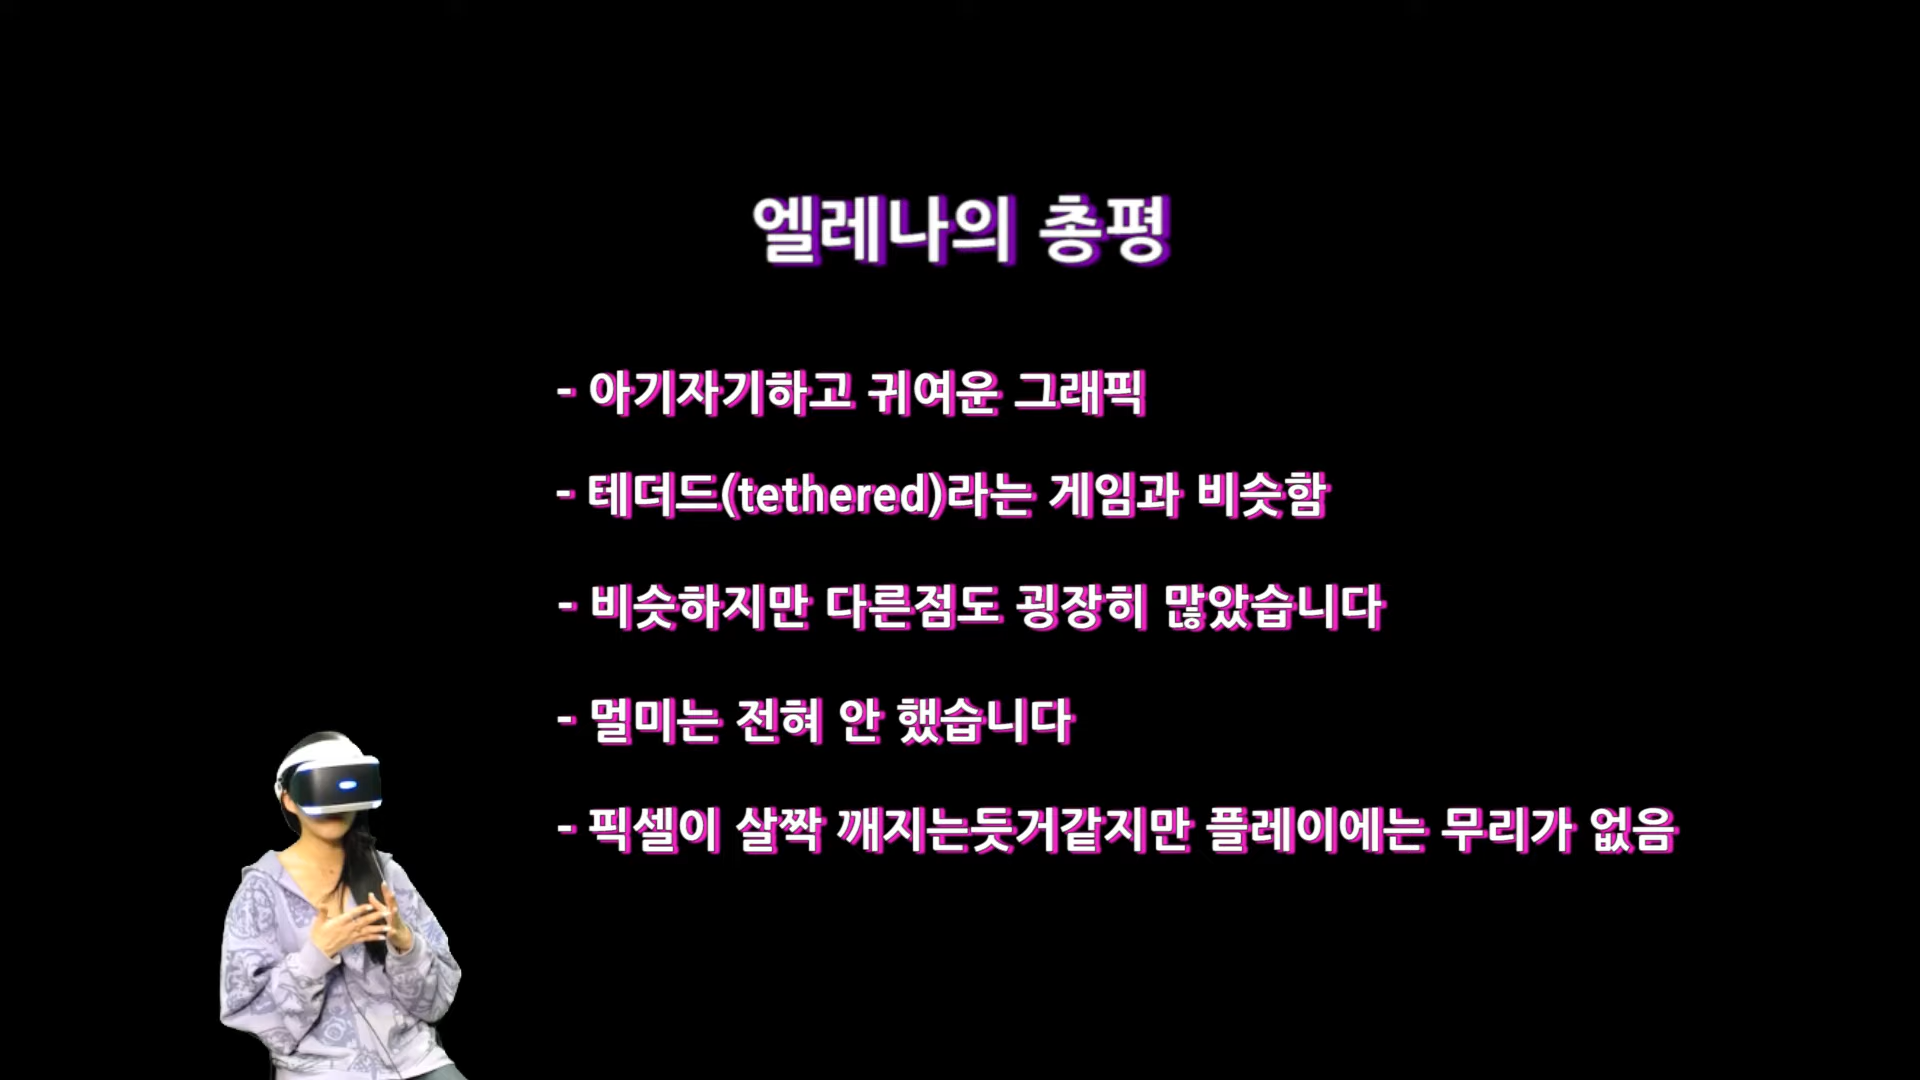 엘레나의 총평
- 아기자기하고 귀여운 그래픽
- 테더드(tethered)라는 게임과 비슷함
- 비슷하지만 다른점도 굉장히 많았습니다
- 멀미는 전혀 안 했습니다
- 픽셀이 살짝 깨지는듯거같지만 플레이에는 무리가 없음